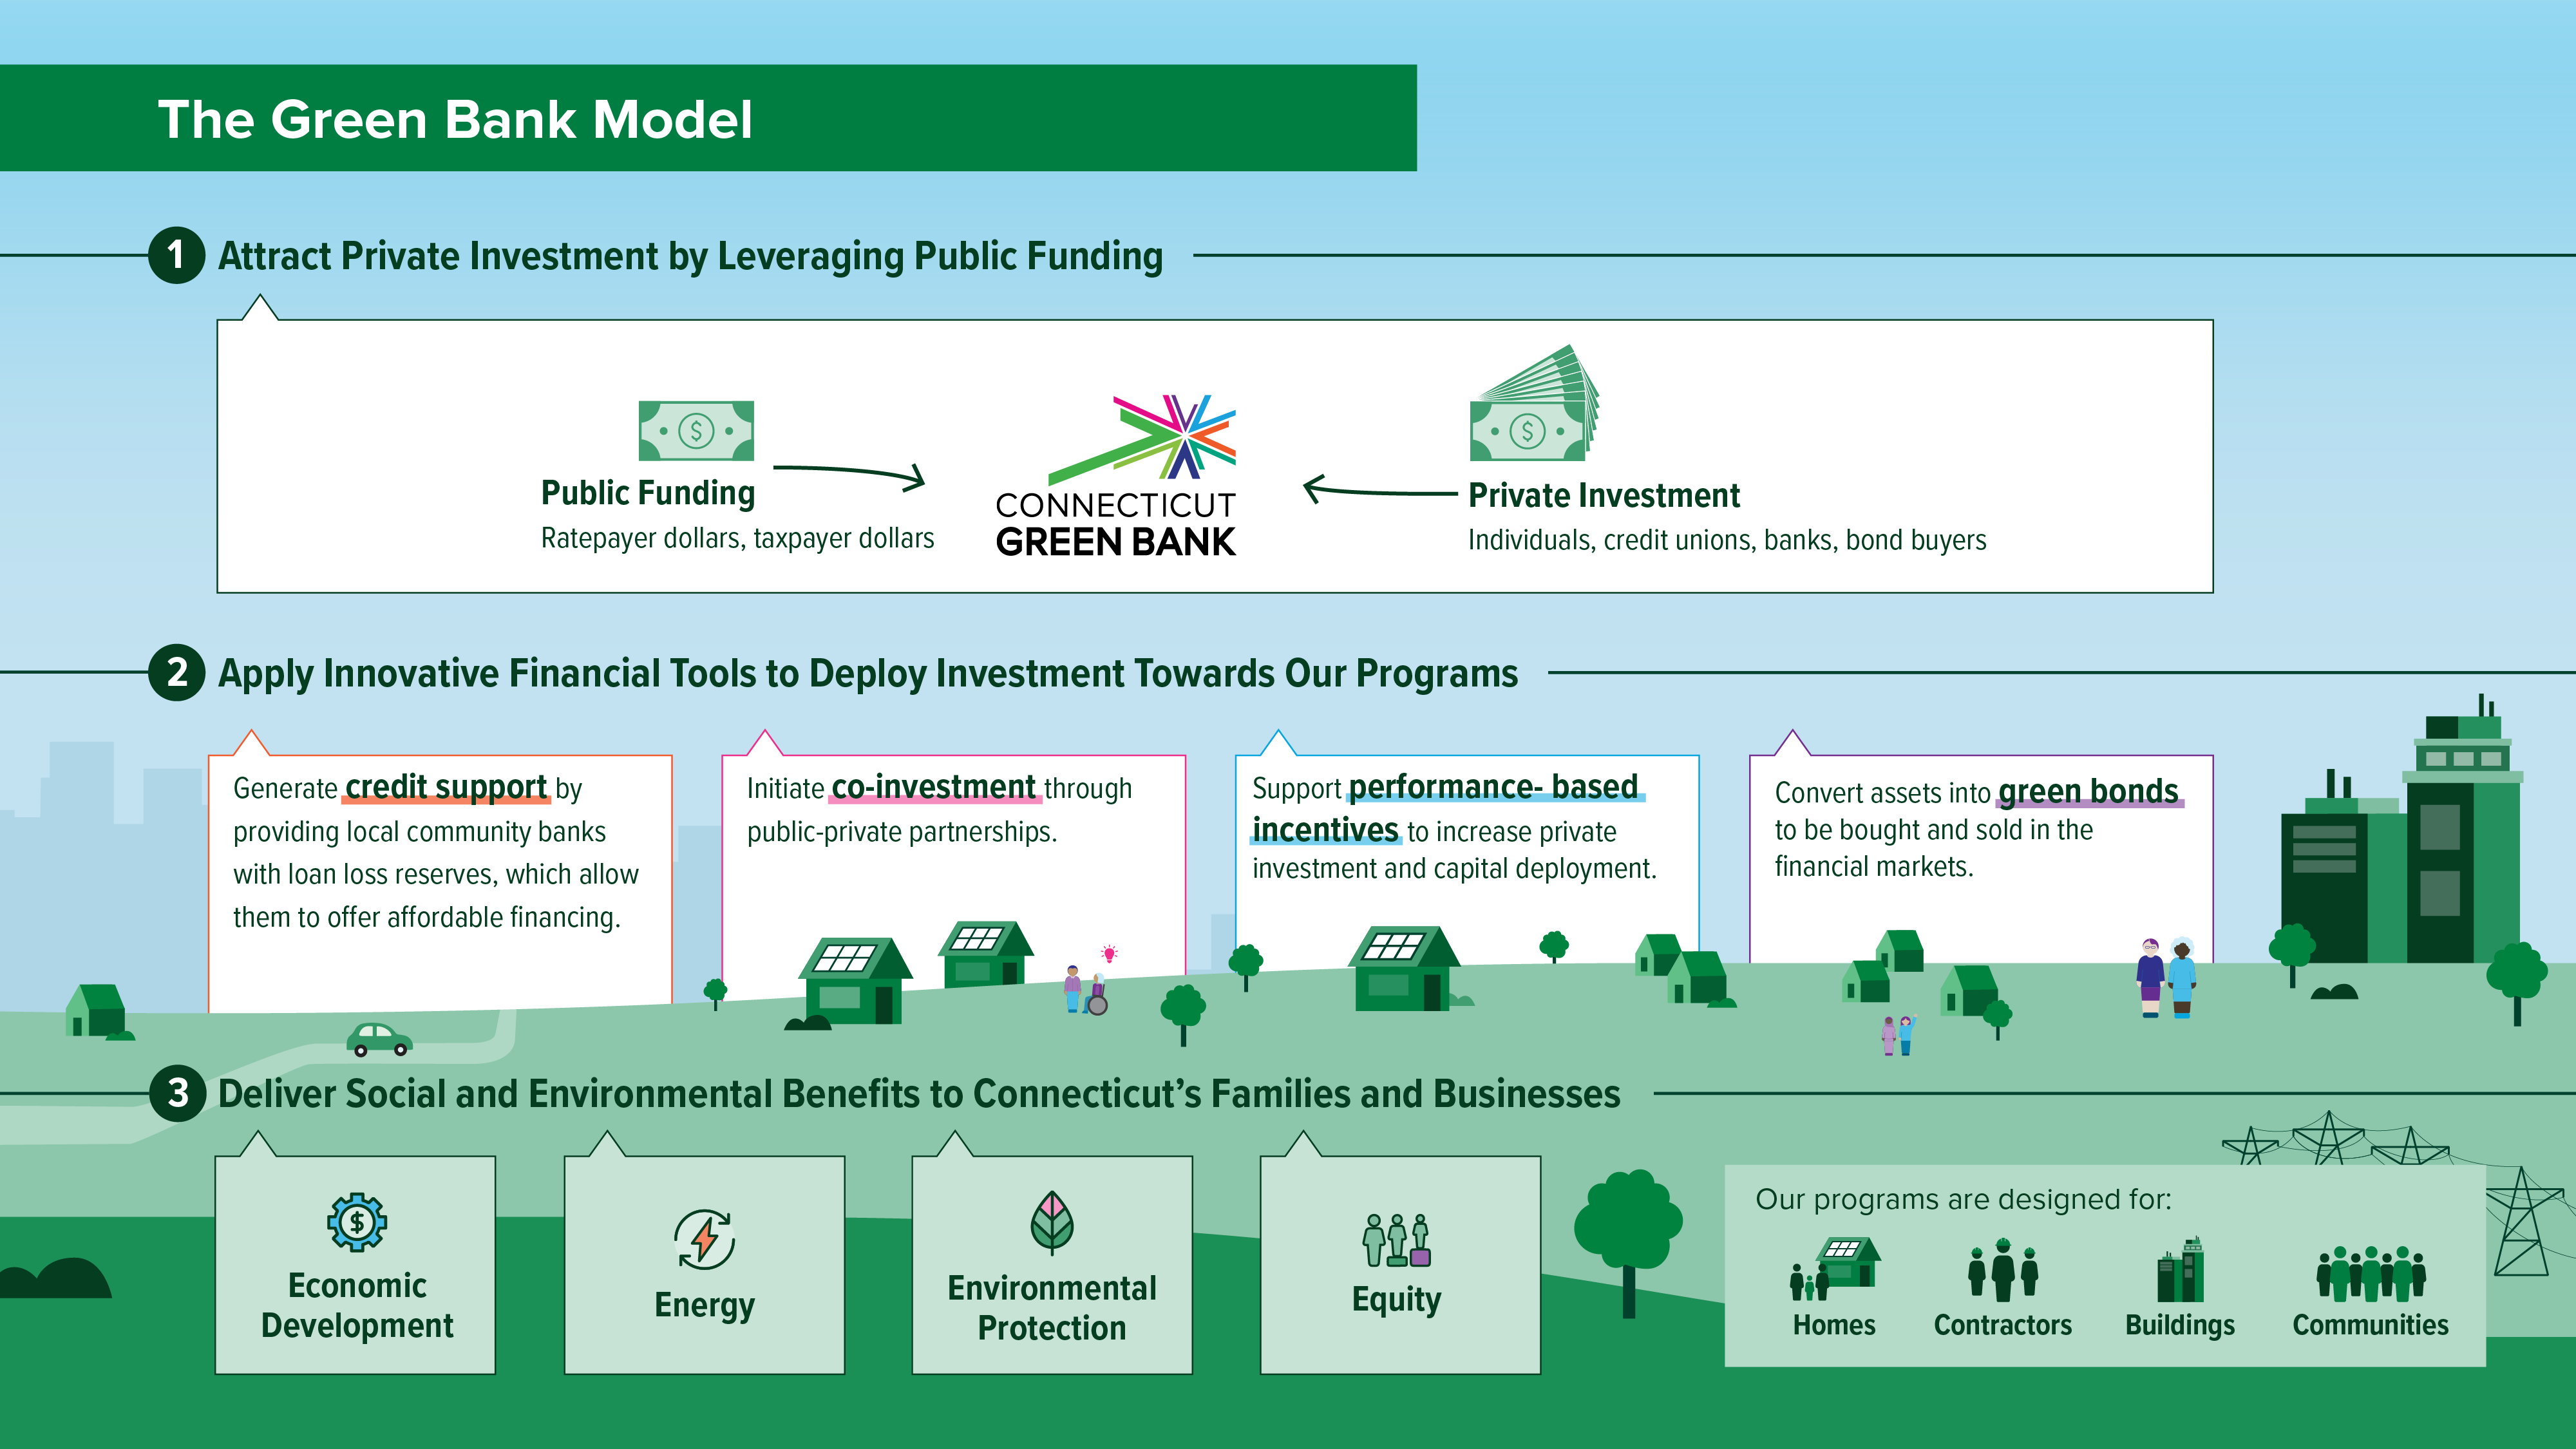 The Green Bank Model
1 Attract Private Investment by Leveraging Public Funding
Public Funding
Ratepayer dollars, taxpayer dollars
CONNECTICUT
GREEN BANK
Private Investment
Individuals, credit unions, banks, bond buyers
2 Apply Innovative Financial Tools to Deploy Investment Towards Our Programs
Generate credit support by
providing local community banks
with loan loss reserves, which allow
them to offer affordable financing.
Initiate co-investment through
public-private partnerships.
Support performance- based
incentives to increase private
investment and capital deployment.
Convert assets into green bonds
to be bought and sold in the
financial markets.
3 Deliver Social and Environmental Benefits to Connecticut’s Families and Businesses
Economic
Development
Energy
Environmental
Protection
Equity
Our programs are designed for:
Homes
Contractors
Buildings
Communities